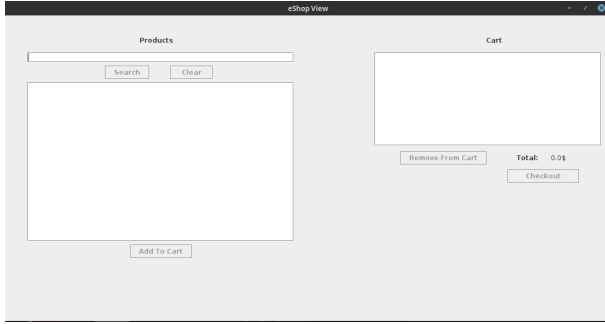 eShop View
Products
Cart
Search
Clear
Remove From Cart
Total: 0.0$
Checkout
Add To Cart